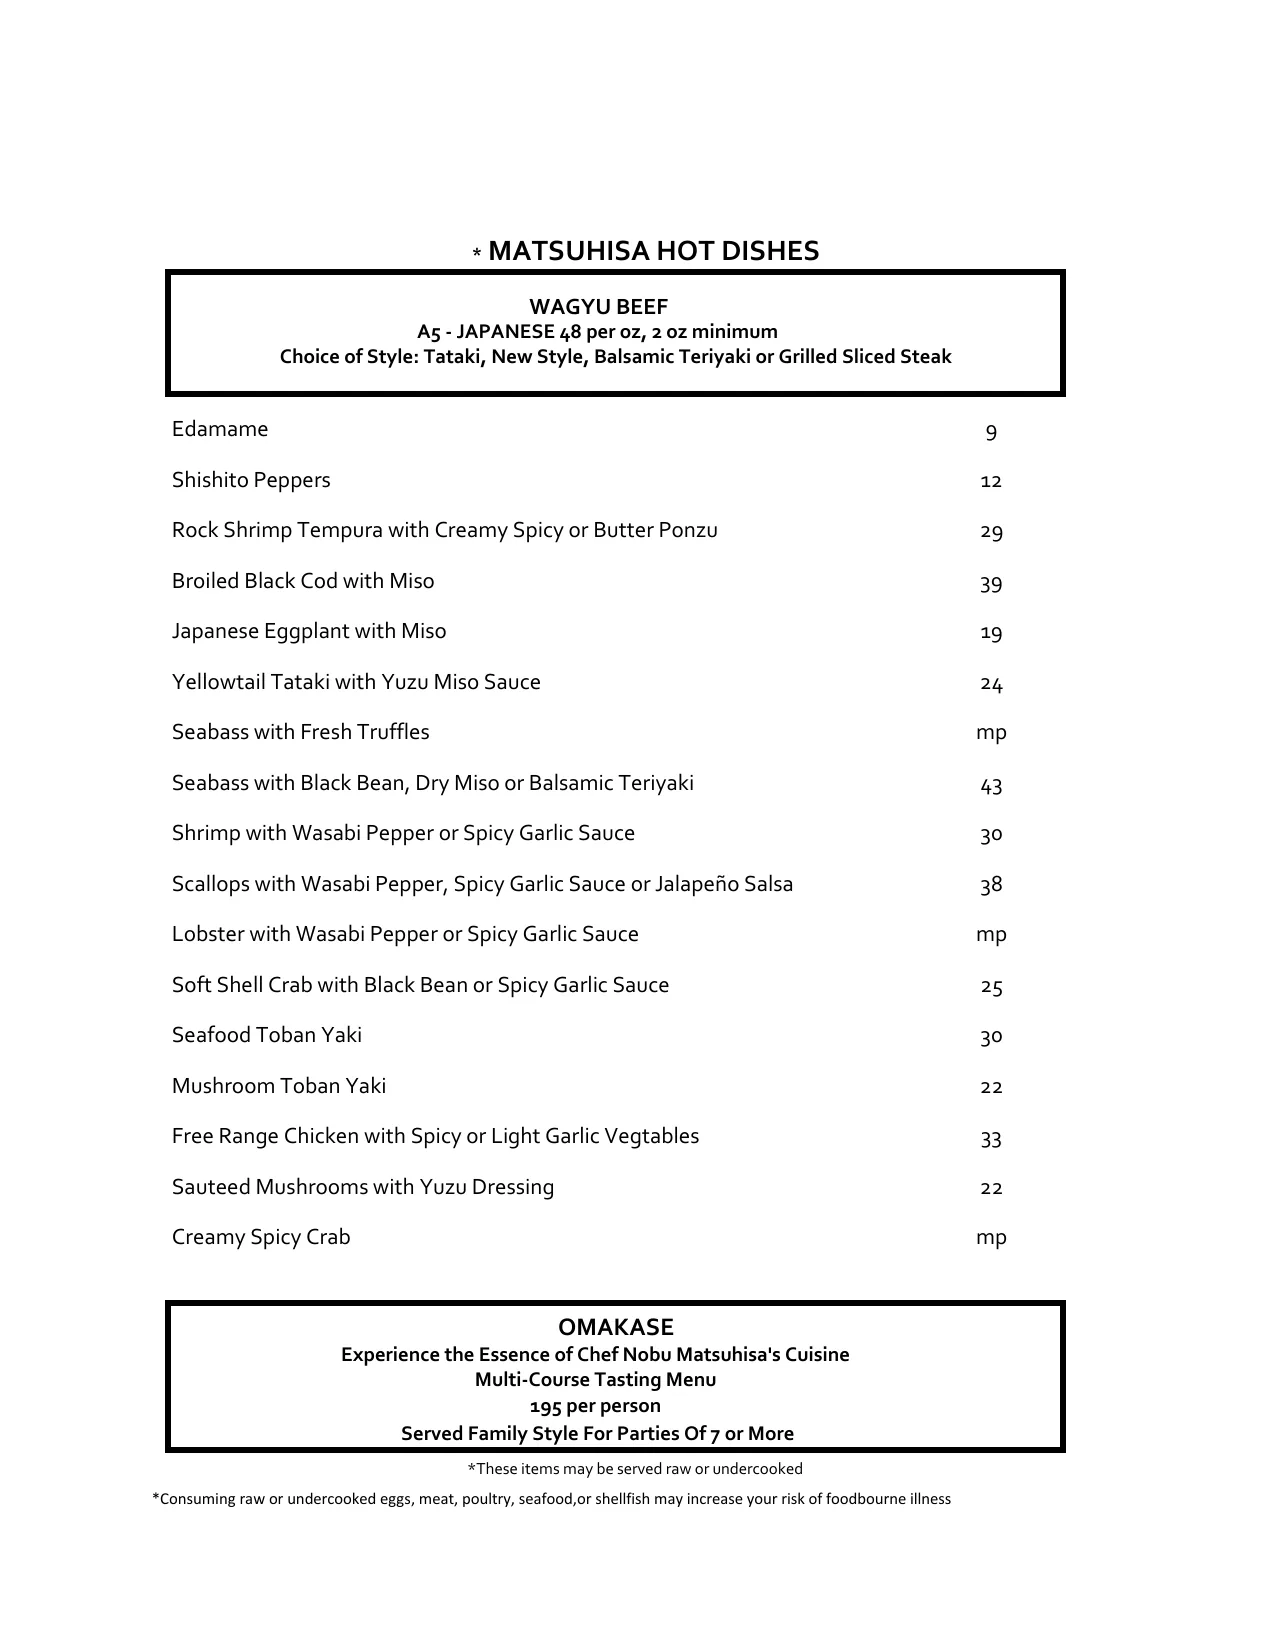 * MATSUHISA HOT DISHES
WAGYU BEEF
A5 - JAPANESE 48 per oz, 2 oz minimum
Choice of Style: Tataki, New Style, Balsamic Teriyaki or Grilled Sliced Steak
Edamame 9
Shishito Peppers 12
Rock Shrimp Tempura with Creamy Spicy or Butter Ponzu 29
Broiled Black Cod with Miso 39
Japanese Eggplant with Miso 19
Yellowtail Tataki with Yuzu Miso Sauce 24
Seabass with Fresh Truffles mp
Seabass with Black Bean, Dry Miso or Balsamic Teriyaki 43
Shrimp with Wasabi Pepper or Spicy Garlic Sauce 30
Scallops with Wasabi Pepper, Spicy Garlic Sauce or Jalapeño Salsa 38
Lobster with Wasabi Pepper or Spicy Garlic Sauce mp
Soft Shell Crab with Black Bean or Spicy Garlic Sauce 25
Seafood Toban Yaki 30
Mushroom Toban Yaki 22
Free Range Chicken with Spicy or Light Garlic Vegtables 33
Sauteed Mushrooms with Yuzu Dressing 22
Creamy Spicy Crab mp
OMAKASE
Experience the Essence of Chef Nobu Matsuhisa's Cuisine
Multi-Course Tasting Menu
195 per person
Served Family Style For Parties Of 7 or More
*These items may be served raw or undercooked
*Consuming raw or undercooked eggs, meat, poultry, seafood,or shellfish may increase your risk of foodbourne illness